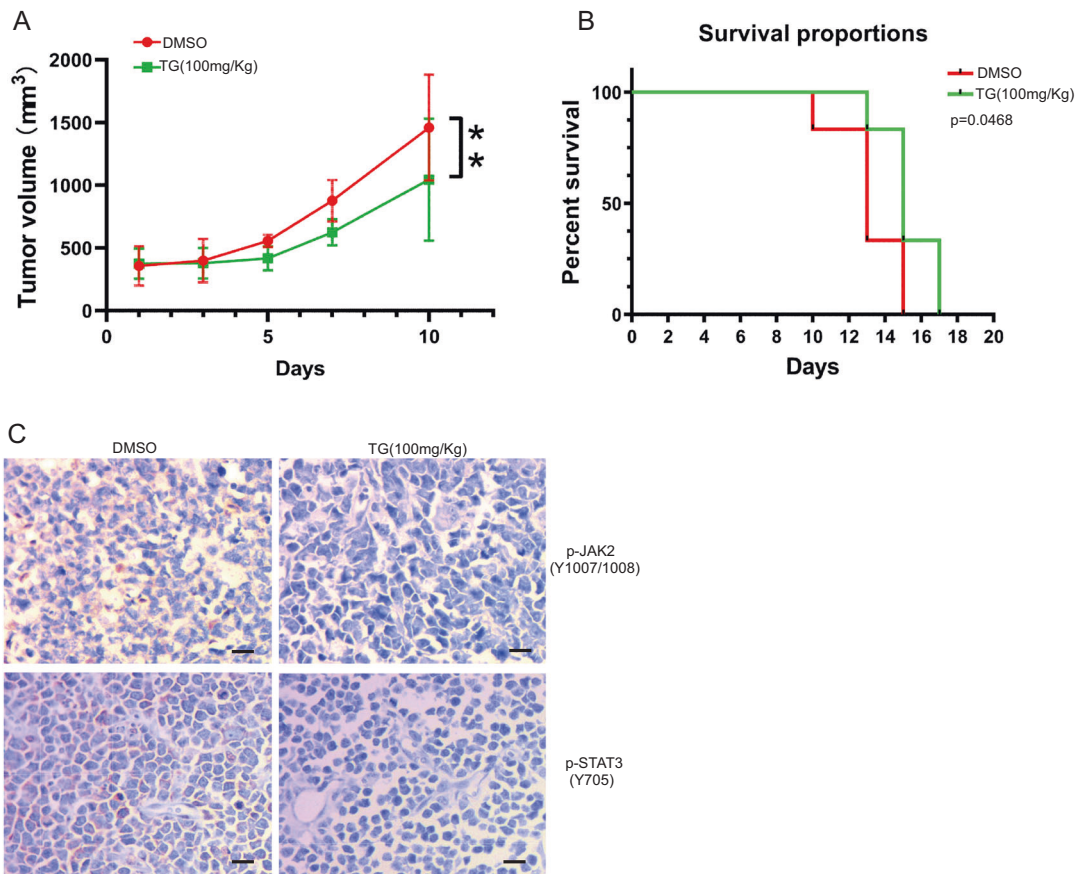 A
DMSO
TG(100mg/Kg)
2000
1500
1000
500
0
Tumor volume (mm³)
**
0
5
10
Days
B
Survival proportions
DMSO
TG(100mg/Kg)
p=0.0468
100
50
0
Percent survival
0 2 4 6 8 10 12 14 16 18 20
Days
C
DMSO
TG(100mg/Kg)
p-JAK2
(Y1007/1008)
p-STAT3
(Y705)